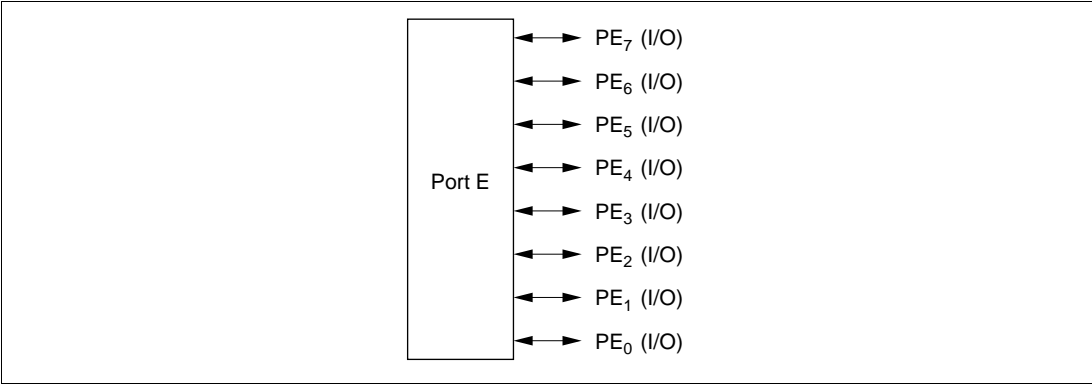 PE₇ (I/O)
PE₆ (I/O)
PE₅ (I/O)
PE₄ (I/O)
Port E
PE₃ (I/O)
PE₂ (I/O)
PE₁ (I/O)
PE₀ (I/O)